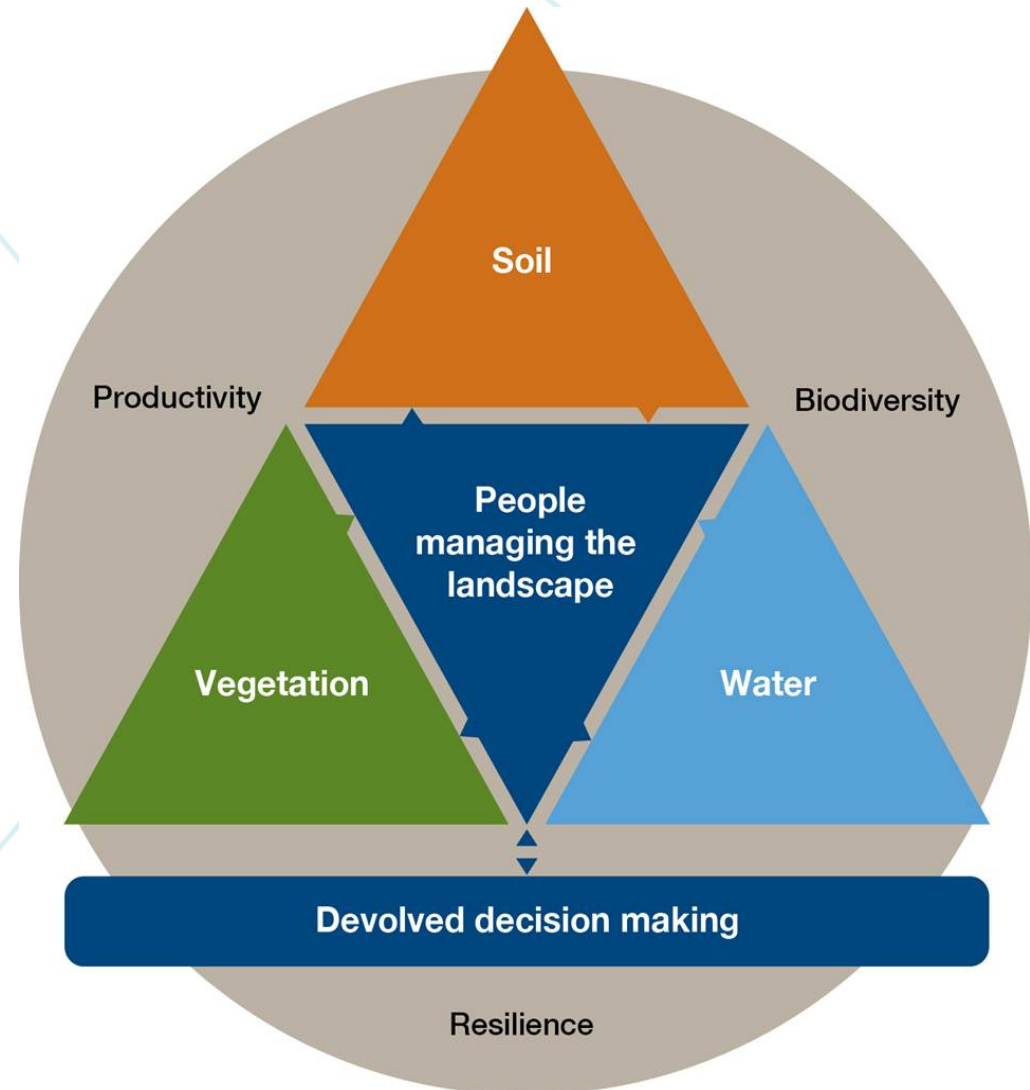 Soil
Productivity
Biodiversity
People
managing the
landscape
Vegetation
Water
Devolved decision making
Resilience